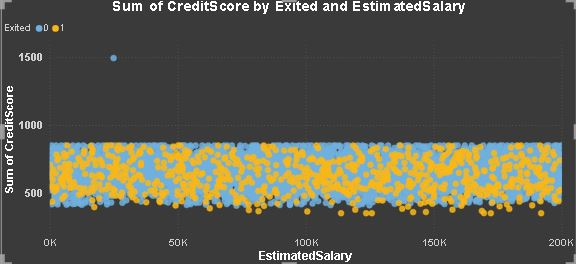 Sum of CreditScore by Exited and EstimatedSalary
Exited 0 1
1500
1000
500
Sum of CreditScore
0K 50K 100K 150K 200K
EstimatedSalary